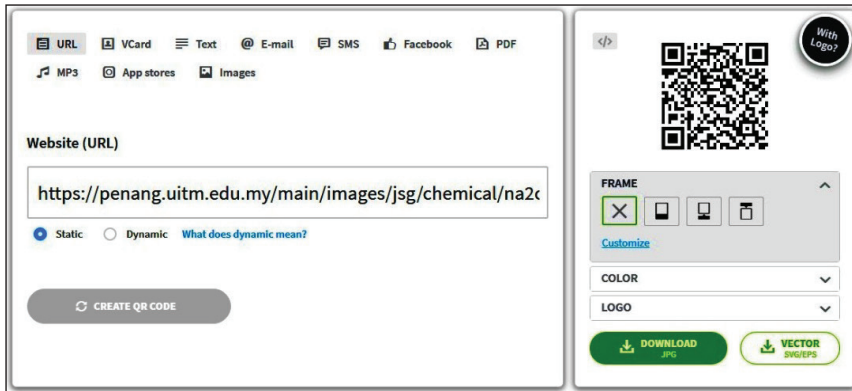 URL VCard Text @ E-mail SMS Facebook PDF
MP3 App stores Images
Website (URL)
https://penang.uitm.edu.my/main/images/jsg/chemical/na2c
Static Dynamic What does dynamic mean?
CREATE QR CODE
</>
With
Logo?
FRAME
Customize
COLOR
LOGO
DOWNLOAD
JPG
VECTOR
SVG/EPS